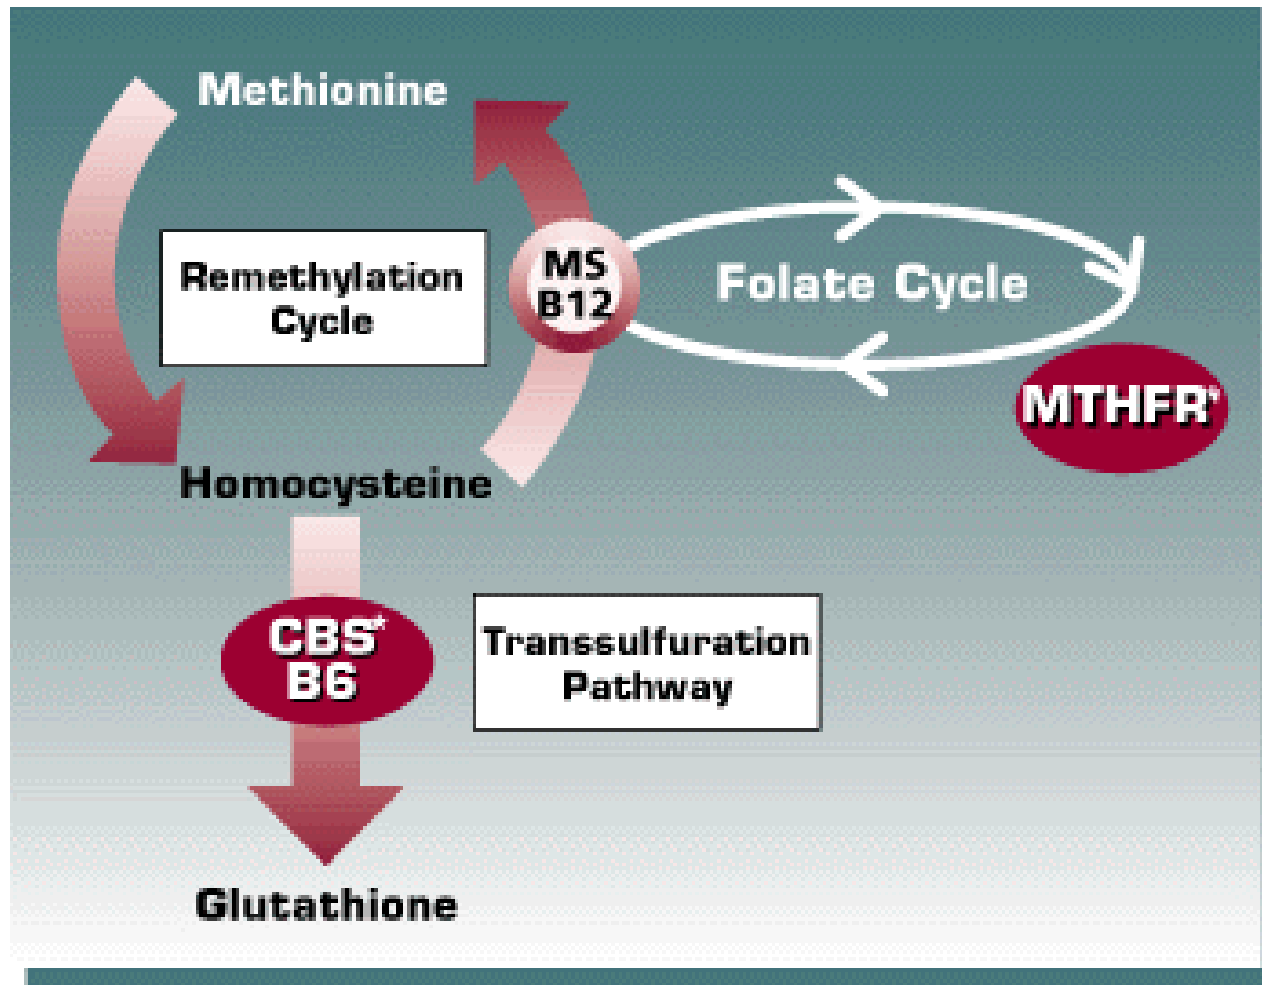 Methionine
MS
B12
Remethylation
Cycle
Folate Cycle
MTHFR*
Homocysteine
CBS*
B6
Transsulfuration
Pathway
Glutathione